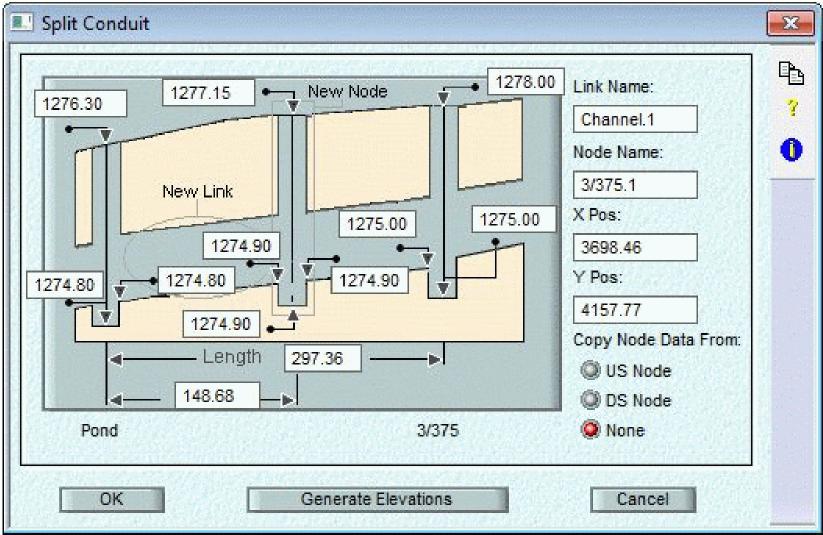 Split Conduit
1276.30
1277.15
New Node
1278.00
New Link
1274.90
1275.00
1275.00
1274.80
1274.80
1274.90
1274.90
Length
297.36
148.68
Pond
3/375
Link Name:
Channel.1
Node Name:
3/375.1
X Pos:
3698.46
Y Pos:
4157.77
Copy Node Data From:
US Node
DS Node
None
?
i
OK
Generate Elevations
Cancel